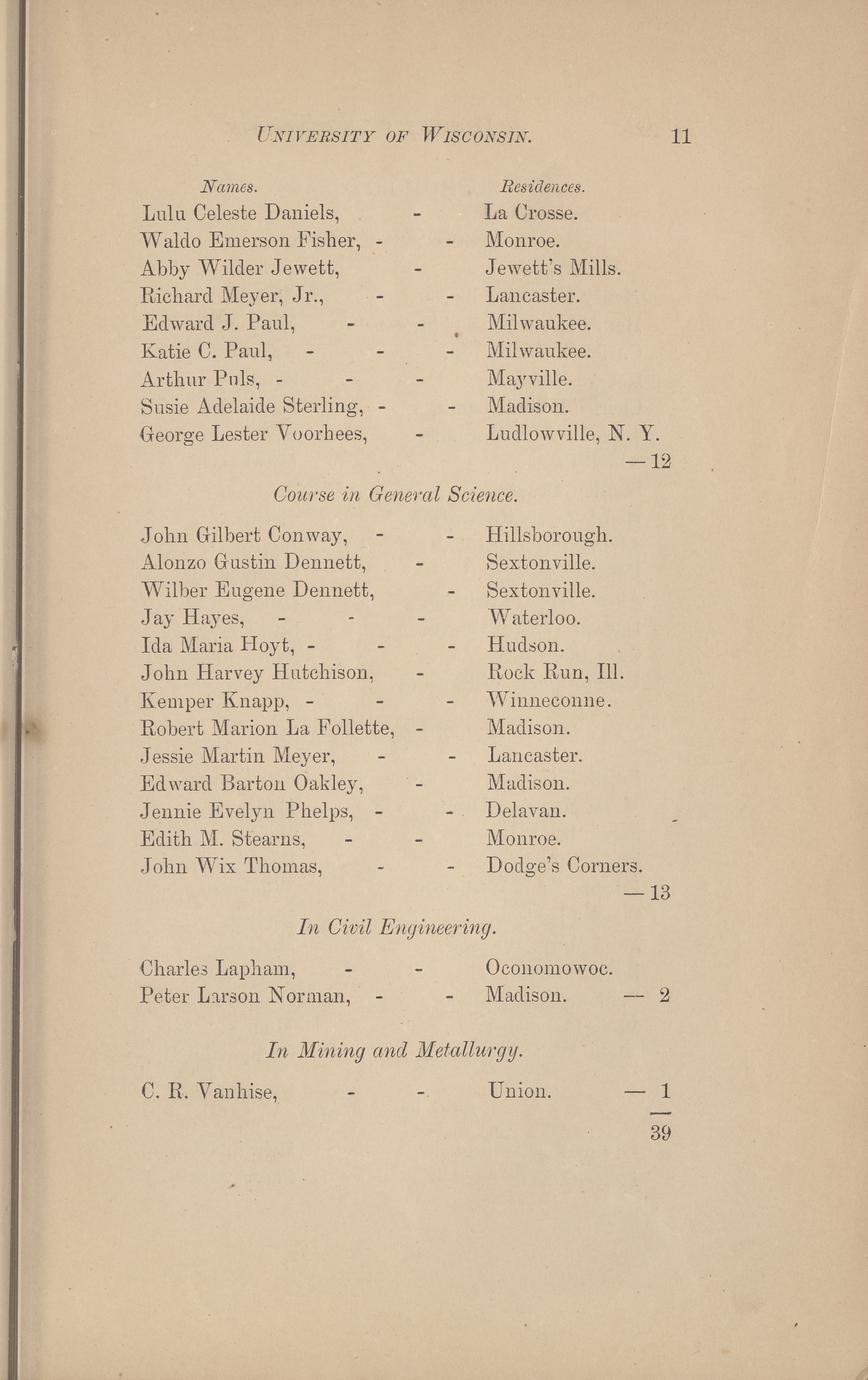 UNIVERSITY OF WISCONSIN. 11
Names. Residences.
Lulu Celeste Daniels, - La Crosse.
Waldo Emerson Fisher, - - Monroe.
Abby Wilder Jewett, - Jewett's Mills.
Richard Meyer, Jr., - - Lancaster.
Edward J. Paul, - - Milwaukee.
Katie C. Paul, - - - Milwaukee.
Arthur Puls, - - - Mayville.
Susie Adelaide Sterling, - - Madison.
George Lester Voorhees, - Ludlowville, N. Y.
— 12
Course in General Science.
John Gilbert Conway, - - Hillsborough.
Alonzo Gustin Dennett, - Sextonville.
Wilber Eugene Dennett, - Sextonville.
Jay Hayes, - - - Waterloo.
Ida Maria Hoyt, - - - Hudson.
John Harvey Hutchison, - Rock Run, Ill.
Kemper Knapp, - - - Winneconne.
Robert Marion La Follette, - Madison.
Jessie Martin Meyer, - - Lancaster.
Edward Barton Oakley, - Madison.
Jennie Evelyn Phelps, - - Delavan.
Edith M. Stearns, - - Monroe.
John Wix Thomas, - - Dodge's Corners.
— 13
In Civil Engineering.
Charles Lapham, - - Oconomowoc.
Peter Larson Norman, - - Madison. — 2
In Mining and Metallurgy.
C. R. Vanhise, - - Union. — 1
39